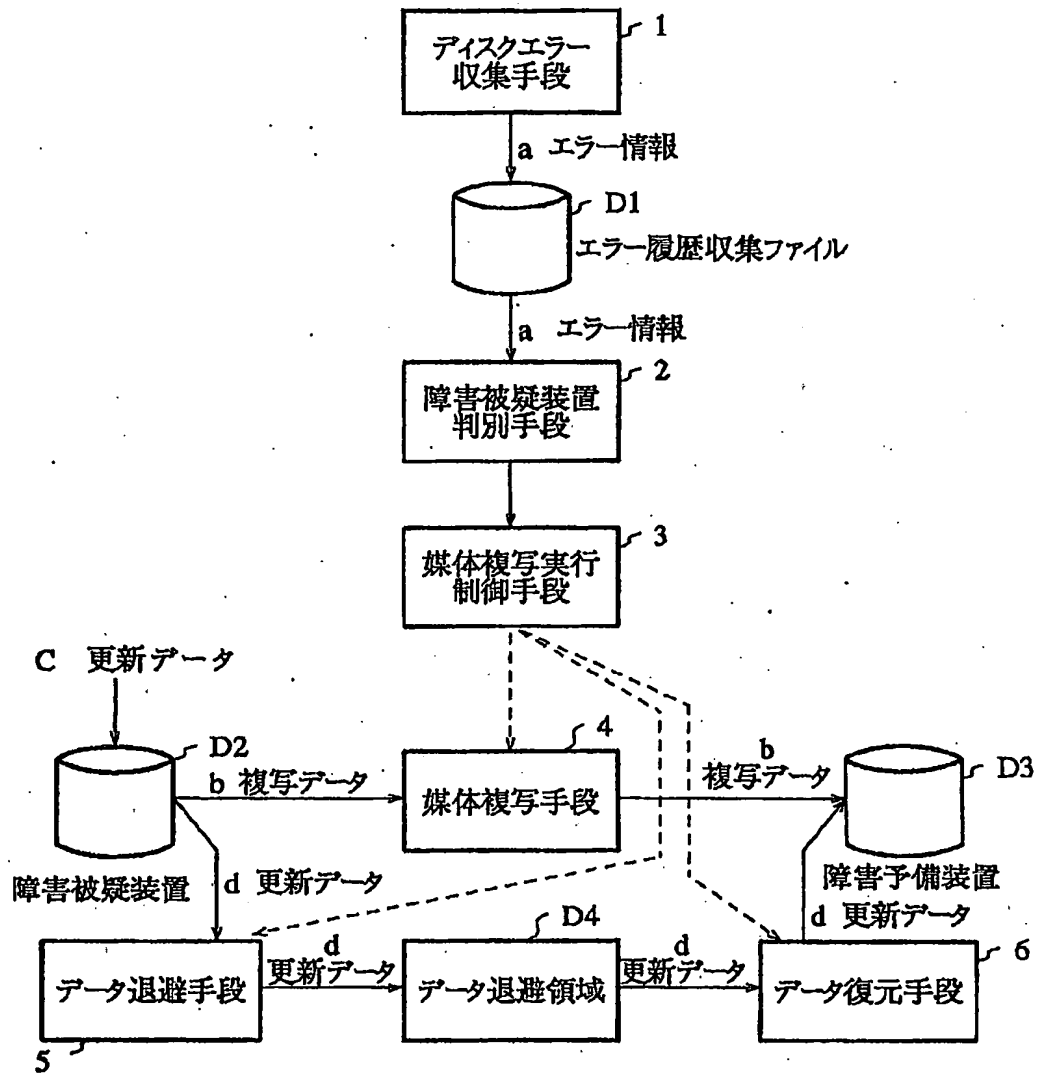 1
ディスクエラー
収集手段
a エラー情報
D1
エラー履歴収集ファイル
a エラー情報
2
障害被疑装置
判別手段
3
媒体複写実行
制御手段
C 更新データ
D2
b 複写データ
4
媒体複写手段
b
複写データ
D3
障害被疑装置
d 更新データ
障害予備装置
d 更新データ
データ退避手段
5
d
更新データ
D4
データ退避領域
d
更新データ
6
データ復元手段